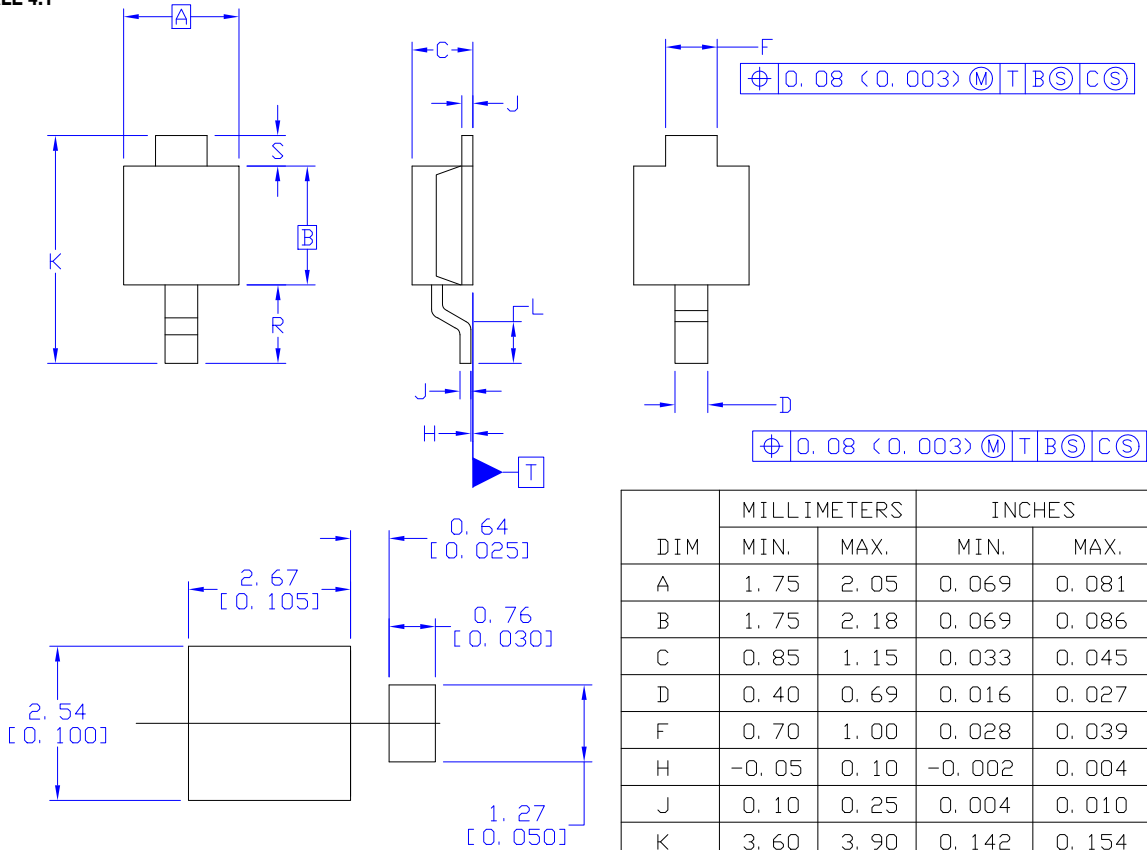 A
C
F
⌖ 0.08 (0.003) Ⓜ T B Ⓢ C Ⓢ
J
S
K
B
R
L
J
D
H
T
⌖ 0.08 (0.003) Ⓜ T B Ⓢ C Ⓢ
0.64
[0.025]
2.67
[0.105]
0.76
[0.030]
2.54
[0.100]
1.27
[0.050]
MILLIMETERS INCHES
DIM MIN. MAX. MIN. MAX.
A 1.75 2.05 0.069 0.081
B 1.75 2.18 0.069 0.086
C 0.85 1.15 0.033 0.045
D 0.40 0.69 0.016 0.027
F 0.70 1.00 0.028 0.039
H -0.05 0.10 -0.002 0.004
J 0.10 0.25 0.004 0.010
K 3.60 3.90 0.142 0.154